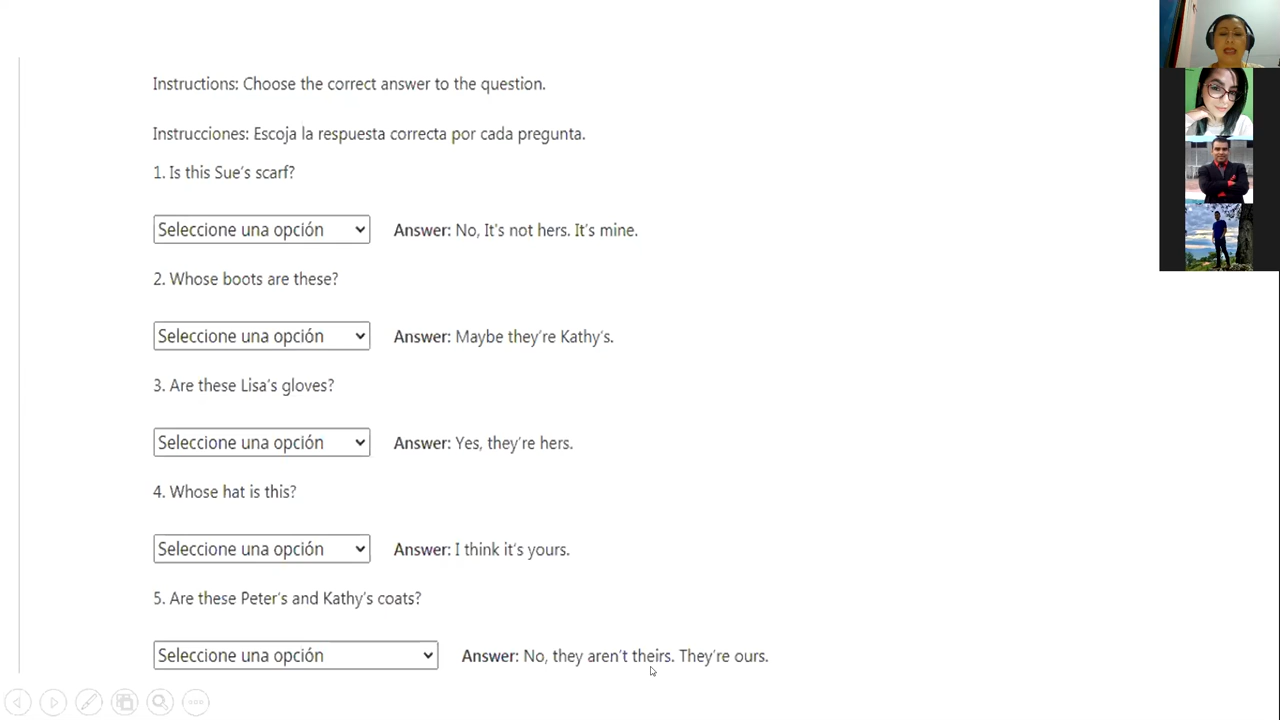 Instructions: Choose the correct answer to the question.
Instrucciones: Escoja la respuesta correcta por cada pregunta.
1. Is this Sue's scarf?
Seleccione una opción Answer: No, It's not hers. It's mine.
2. Whose boots are these?
Seleccione una opción Answer: Maybe they're Kathy's.
3. Are these Lisa's gloves?
Seleccione una opción Answer: Yes, they're hers.
4. Whose hat is this?
Seleccione una opción Answer: I think it's yours.
5. Are these Peter's and Kathy's coats?
Seleccione una opción Answer: No, they aren't theirs. They're ours.